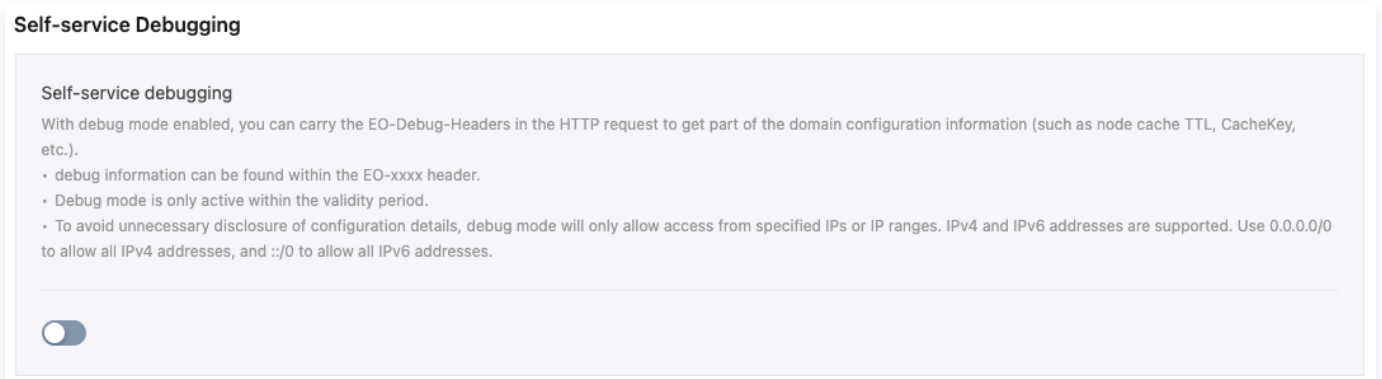 Self-service Debugging
Self-service debugging
With debug mode enabled, you can carry the EO-Debug-Headers in the HTTP request to get part of the domain configuration information (such as node cache TTL, CacheKey,
etc.).
• debug information can be found within the EO-xxxx header.
• Debug mode is only active within the validity period.
• To avoid unnecessary disclosure of configuration details, debug mode will only allow access from specified IPs or IP ranges. IPv4 and IPv6 addresses are supported. Use 0.0.0.0/0
to allow all IPv4 addresses, and ::/0 to allow all IPv6 addresses.